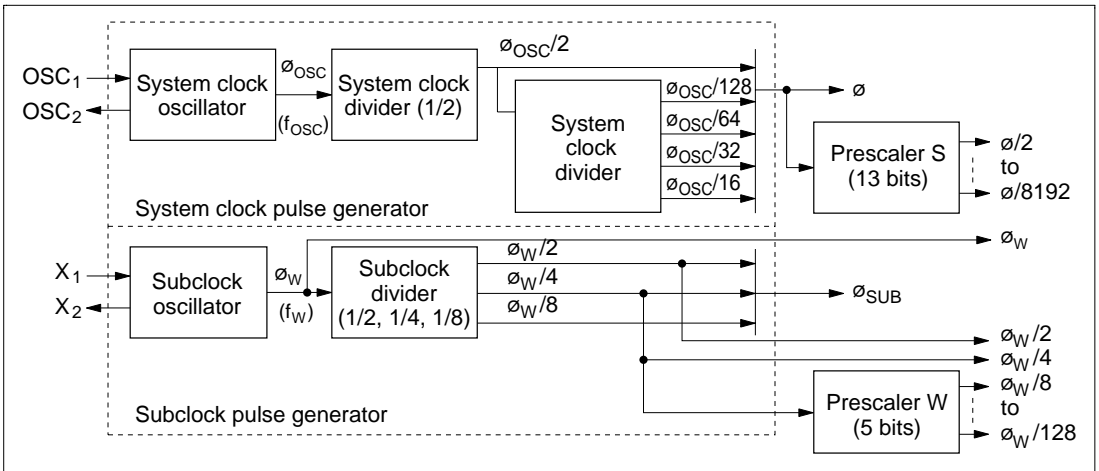 OSC1
OSC2
System clock
oscillator
øOSC
(fOSC)
System clock
divider (1/2)
øOSC/2
System
clock
divider
øOSC/128
øOSC/64
øOSC/32
øOSC/16
ø
Prescaler S
(13 bits)
ø/2
to
ø/8192
System clock pulse generator
X1
X2
Subclock
oscillator
øW
(fW)
Subclock
divider
(1/2, 1/4, 1/8)
øW/2
øW/4
øW/8
øW
øSUB
øW/2
øW/4
Prescaler W
(5 bits)
øW/8
to
øW/128
Subclock pulse generator